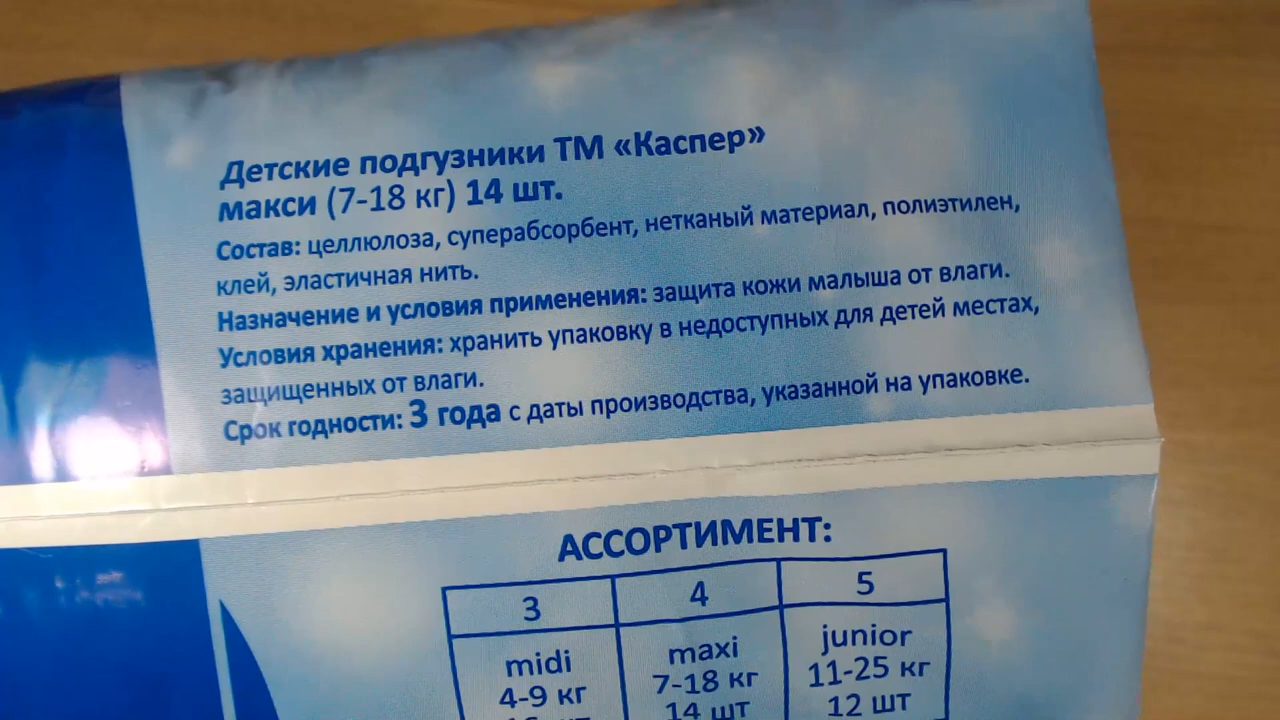 Детские подгузники ТМ «Каспер»
макси (7-18 кг) 14 шт.
Состав: целлюлоза, суперабсорбент, нетканый материал, полиэтилен,
клей, эластичная нить.
Назначение и условия применения: защита кожи малыша от влаги.
Условия хранения: хранить упаковку в недоступных для детей местах,
защищенных от влаги.
Срок годности: 3 года с даты производства, указанной на упаковке.
АССОРТИМЕНТ:
3 4 5
midi maxi junior
4-9 кг 7-18 кг 11-25 кг
14 шт 12 шт